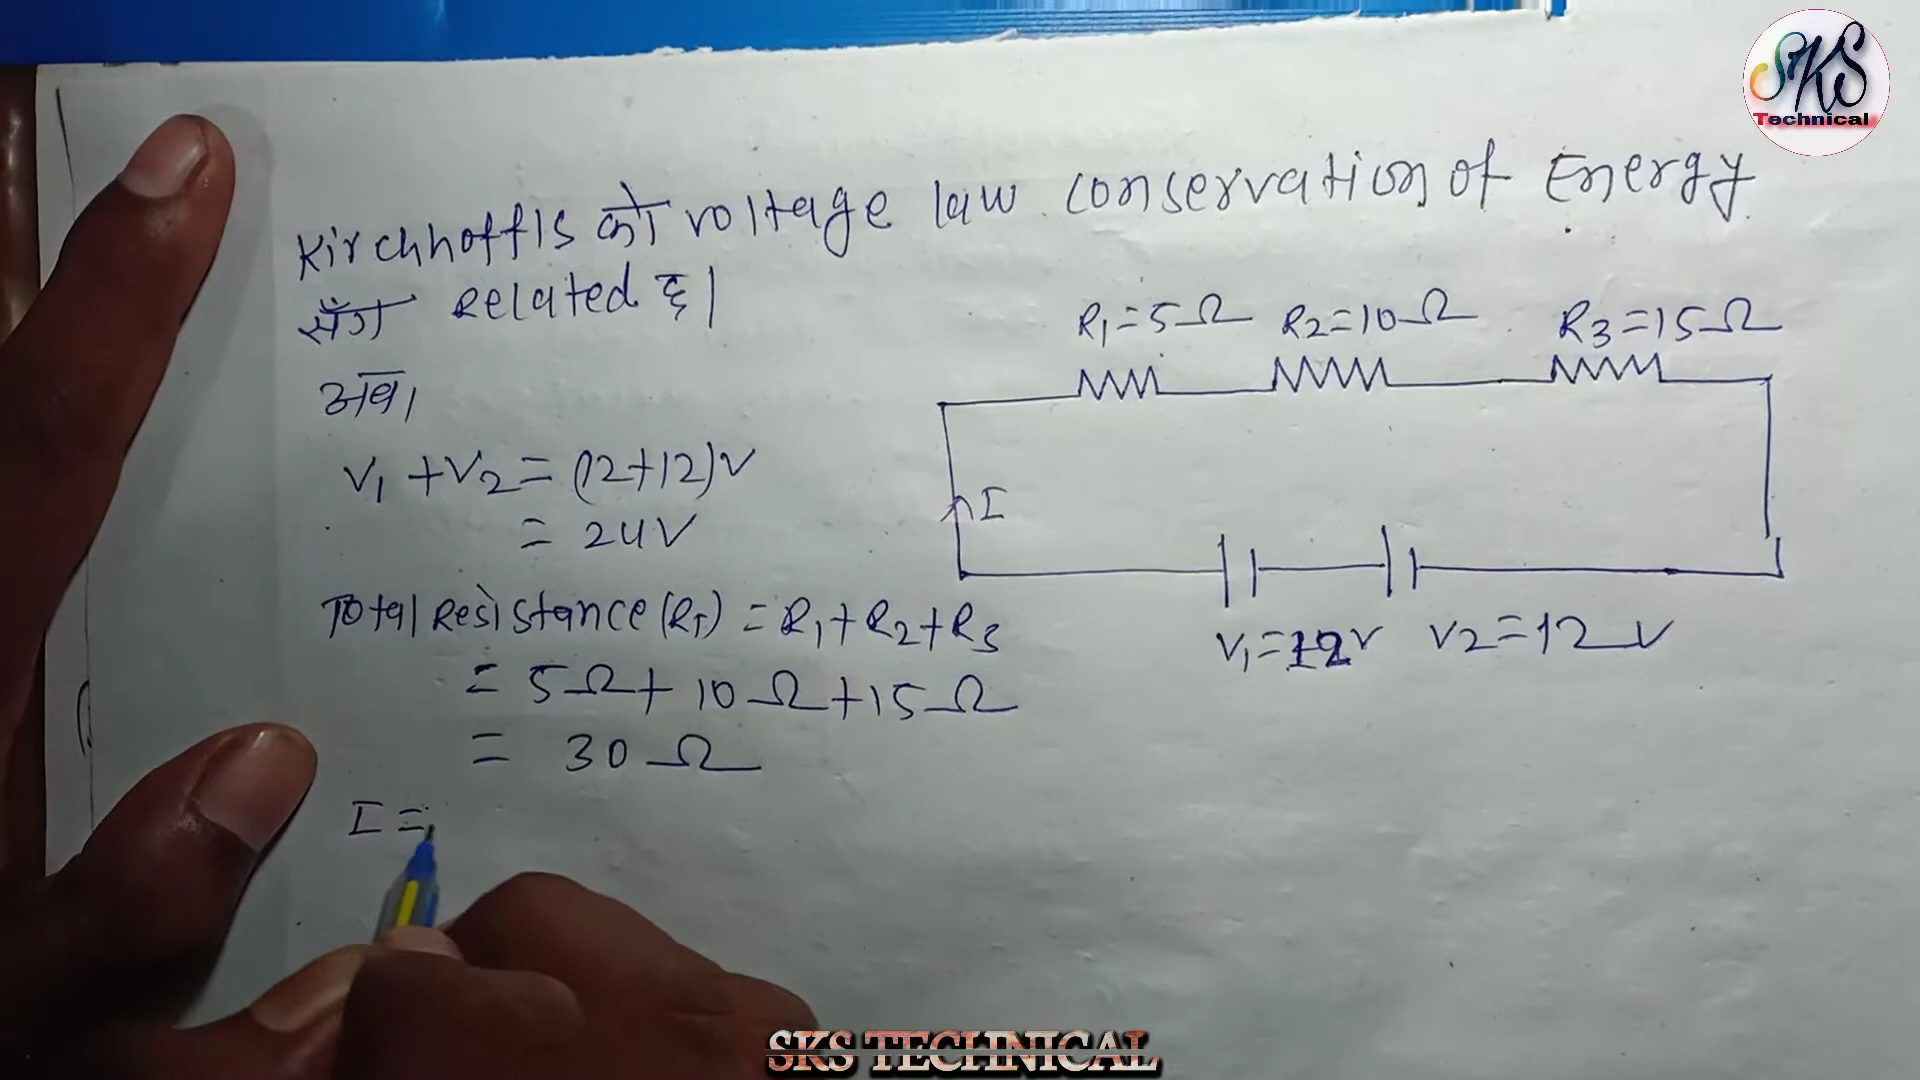 SKS
Technical
Kirchhoff's को voltage law conservation of Energy
सँग Related छ।
अब।
V₁ + V₂ = (12+12)V
= 24V
Total Resistance (RT) = R₁ + R₂ + R₃
= 5Ω + 10Ω + 15Ω
= 30Ω
I =
R₁=5Ω R₂=10Ω R₃=15Ω
I
V₁=12V V₂=12V
SKS TECHNICAL